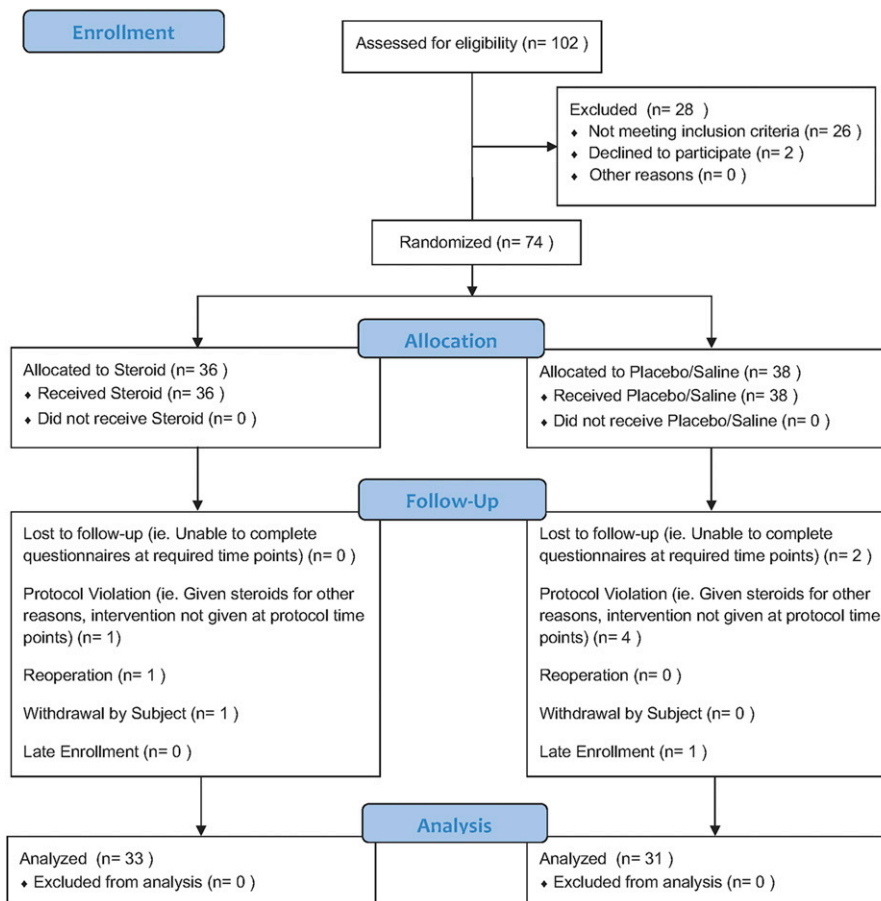 Enrollment
Assessed for eligibility (n= 102)
Excluded (n= 28 )
♦ Not meeting inclusion criteria (n= 26)
♦ Declined to participate (n= 2 )
♦ Other reasons (n= 0 )
Randomized (n= 74 )
Allocation
Allocated to Steroid (n= 36 )
♦ Received Steroid (n= 36 )
♦ Did not receive Steroid (n= 0 )
Allocated to Placebo/Saline (n= 38 )
♦ Received Placebo/Saline (n= 38 )
♦ Did not receive Placebo/Saline (n= 0 )
Follow-Up
Lost to follow-up (ie. Unable to complete
questionnaires at required time points) (n= 0 )
Protocol Violation (ie. Given steroids for other
reasons, intervention not given at protocol time
points) (n= 1)
Reoperation (n= 1 )
Withdrawal by Subject (n= 1 )
Late Enrollment (n= 0 )
Lost to follow-up (ie. Unable to complete
questionnaires at required time points) (n= 2 )
Protocol Violation (ie. Given steroids for other
reasons, intervention not given at protocol time
points) (n= 4 )
Reoperation (n= 0 )
Withdrawal by Subject (n= 0 )
Late Enrollment (n= 1 )
Analysis
Analyzed (n= 33 )
♦ Excluded from analysis (n= 0 )
Analyzed (n= 31 )
♦ Excluded from analysis (n= 0 )